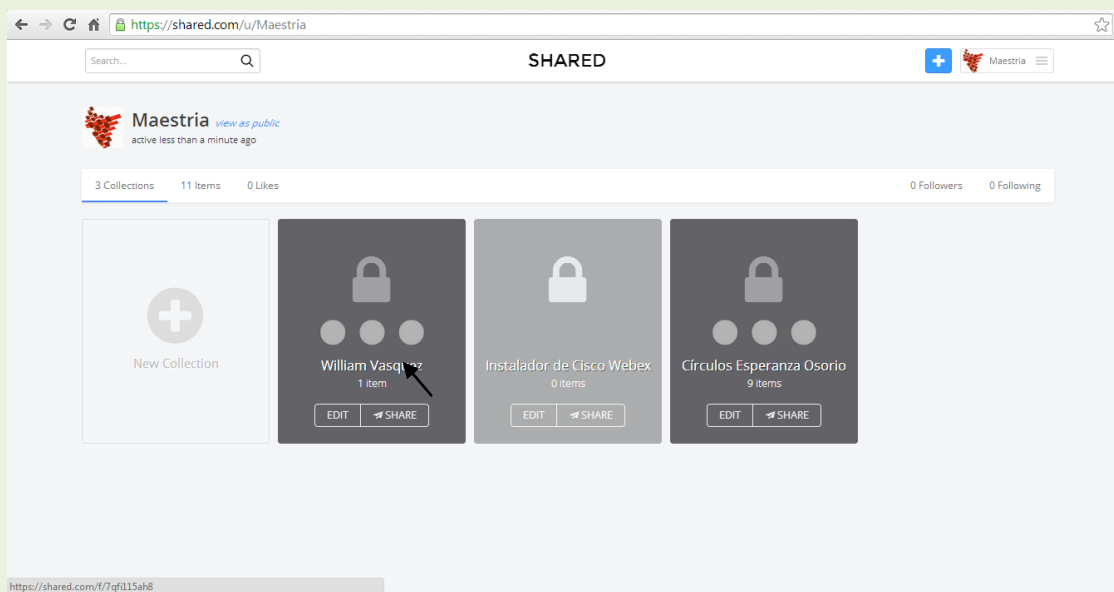 https://shared.com/u/Maestria
Search...
SHARED
Maestria
Maestria view as public
active less than a minute ago
3 Collections 11 Items 0 Likes 0 Followers 0 Following
New Collection
William Vasquez
1 item
EDIT SHARE
Instalador de Cisco Webex
0 items
EDIT SHARE
Círculos Esperanza Osorio
9 items
EDIT SHARE
https://shared.com/f/7qfi115ah8